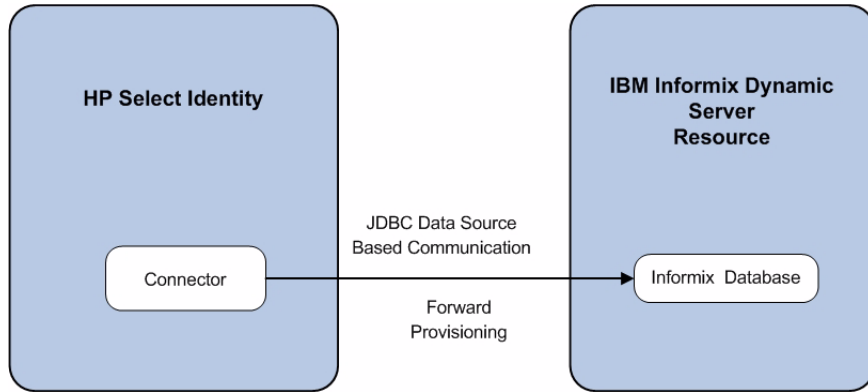 HP Select Identity
IBM Informix Dynamic
Server
Resource
JDBC Data Source
Based Communication
Connector
Informix Database
Forward
Provisioning